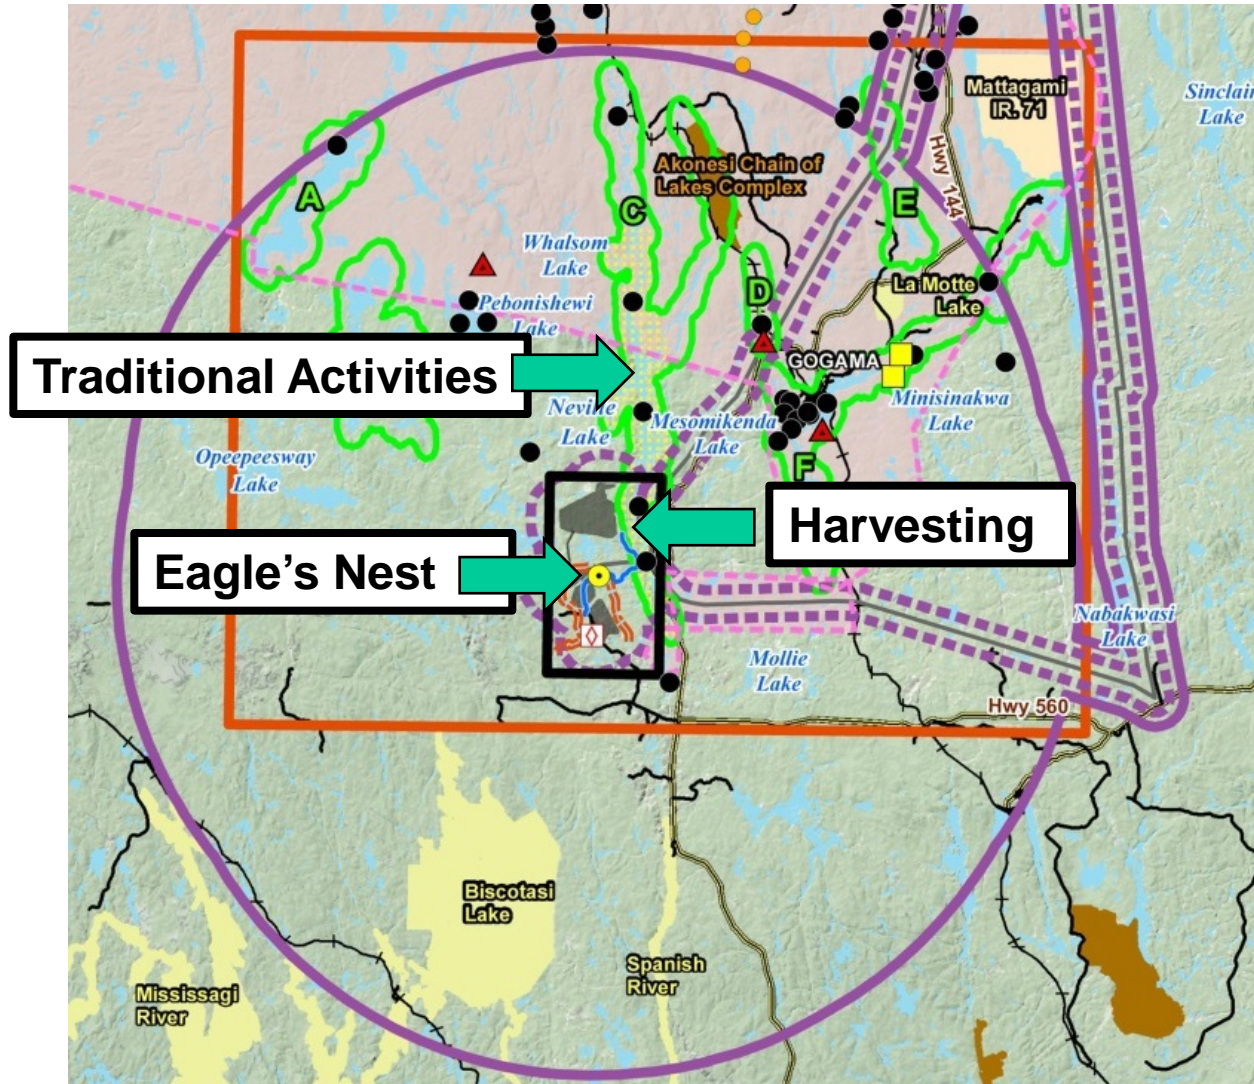 Mattagami
IR. 71
Sinclair
Lake
Hwy 144
Akonesi Chain of
Lakes Complex
A
C
E
Whalsom
Lake
D
La Motte
Lake
Pebonishewi
Lake
GOGAMA
Traditional Activities
Neville
Lake
Mesomikenda
Lake
Minisinakwa
Lake
Opeepeesway
Lake
F
Harvesting
Eagle's Nest
Nabakwasi
Lake
Mollie
Lake
Hwy 560
Biscotasi
Lake
Spanish
River
Mississagi
River